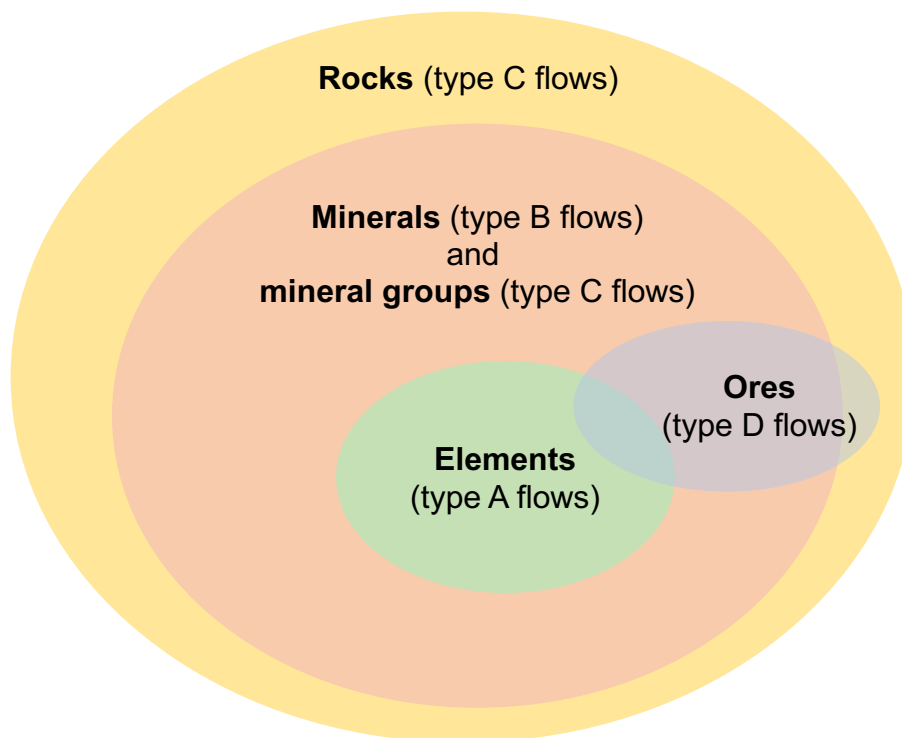 Rocks (type C flows)
Minerals (type B flows)
and
mineral groups (type C flows)
Ores
(type D flows)
Elements
(type A flows)